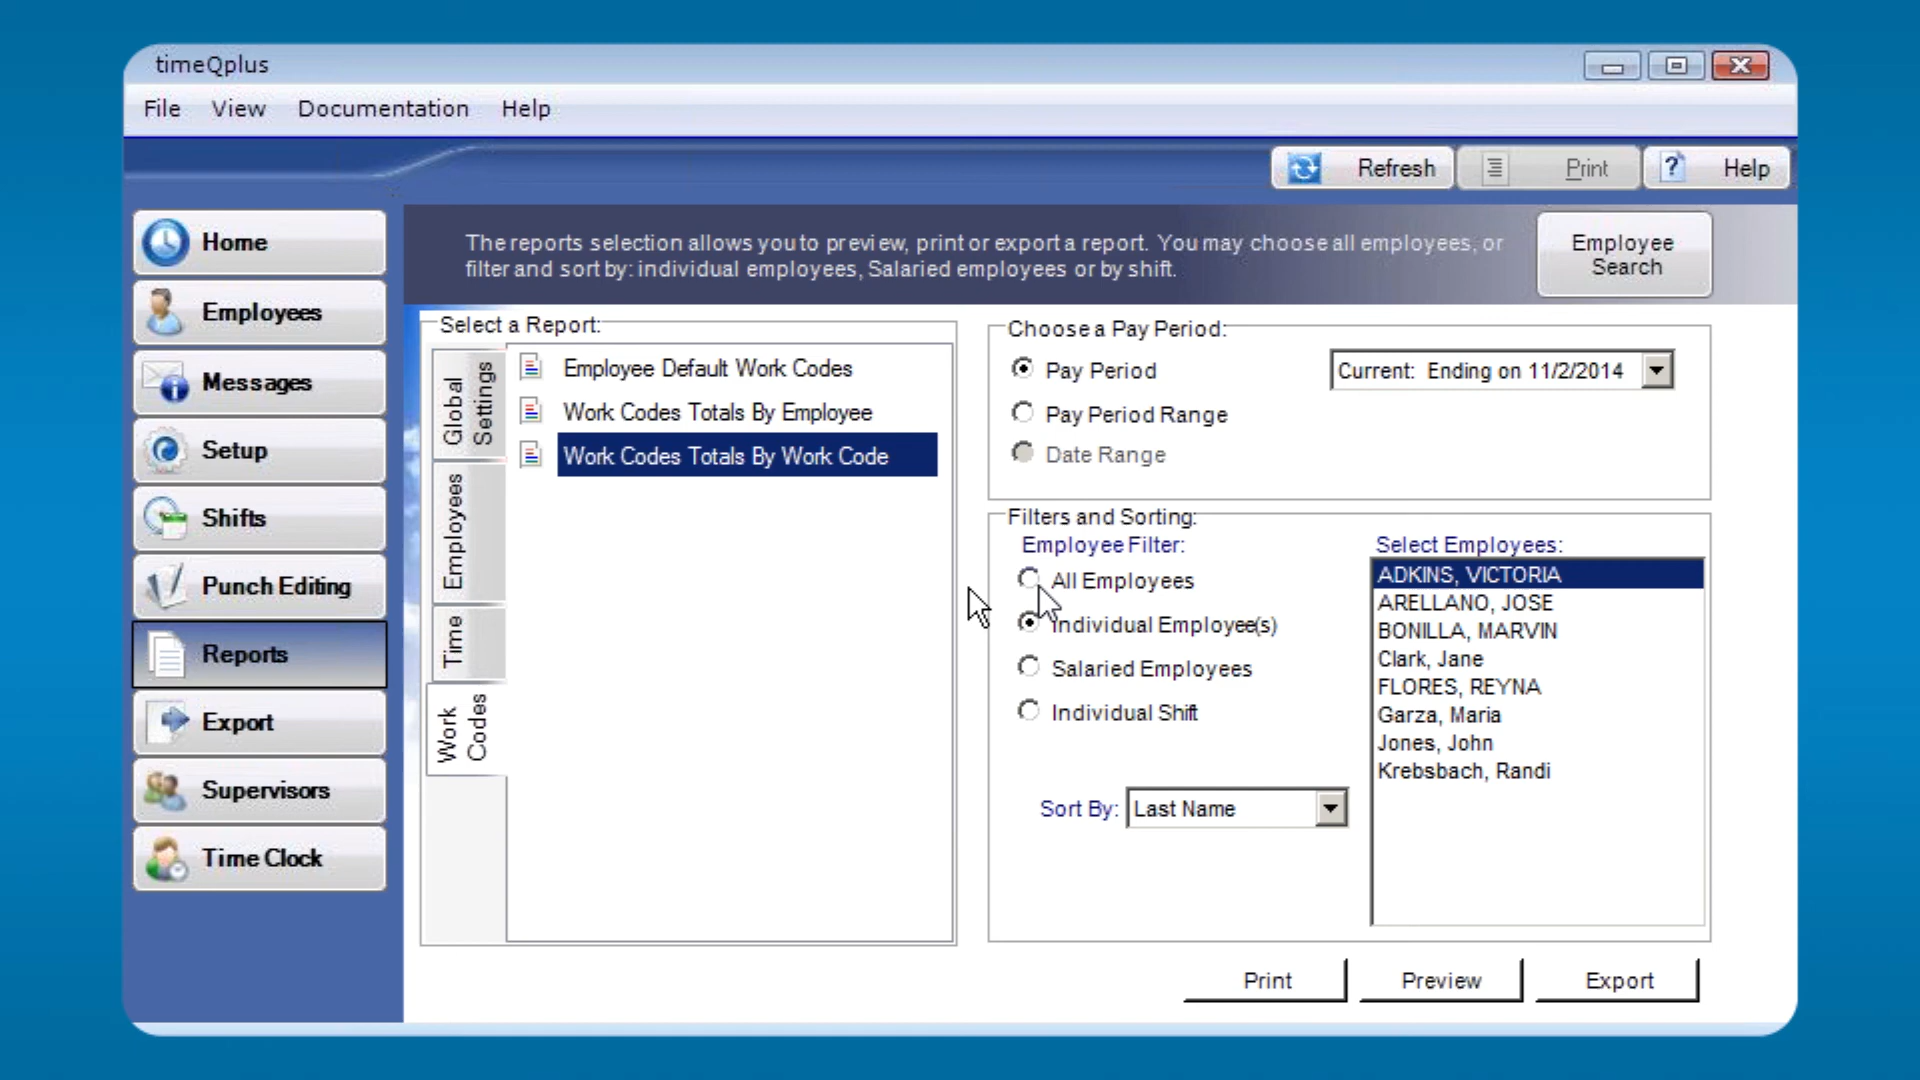 timeQplus
File View Documentation Help
Refresh Print ? Help
Home
Employees
Messages
Setup
Shifts
Punch Editing
Reports
Export
Supervisors
Time Clock
The reports selection allows you to preview, print or export a report. You may choose all employees, or
filter and sort by: individual employees, Salaried employees or by shift.
Employee
Search
Select a Report:
Global
Settings
Employees
Time
Work
Codes
Employee Default Work Codes
Work Codes Totals By Employee
Work Codes Totals By Work Code
Choose a Pay Period:
Pay Period
Current: Ending on 11/2/2014
Pay Period Range
Date Range
Filters and Sorting:
Employee Filter:
All Employees
Individual Employee(s)
Salaried Employees
Individual Shift
Sort By: Last Name
Select Employees:
ADKINS, VICTORIA
ARELLANO, JOSE
BONILLA, MARVIN
Clark, Jane
FLORES, REYNA
Garza, Maria
Jones, John
Krebsbach, Randi
Print Preview Export